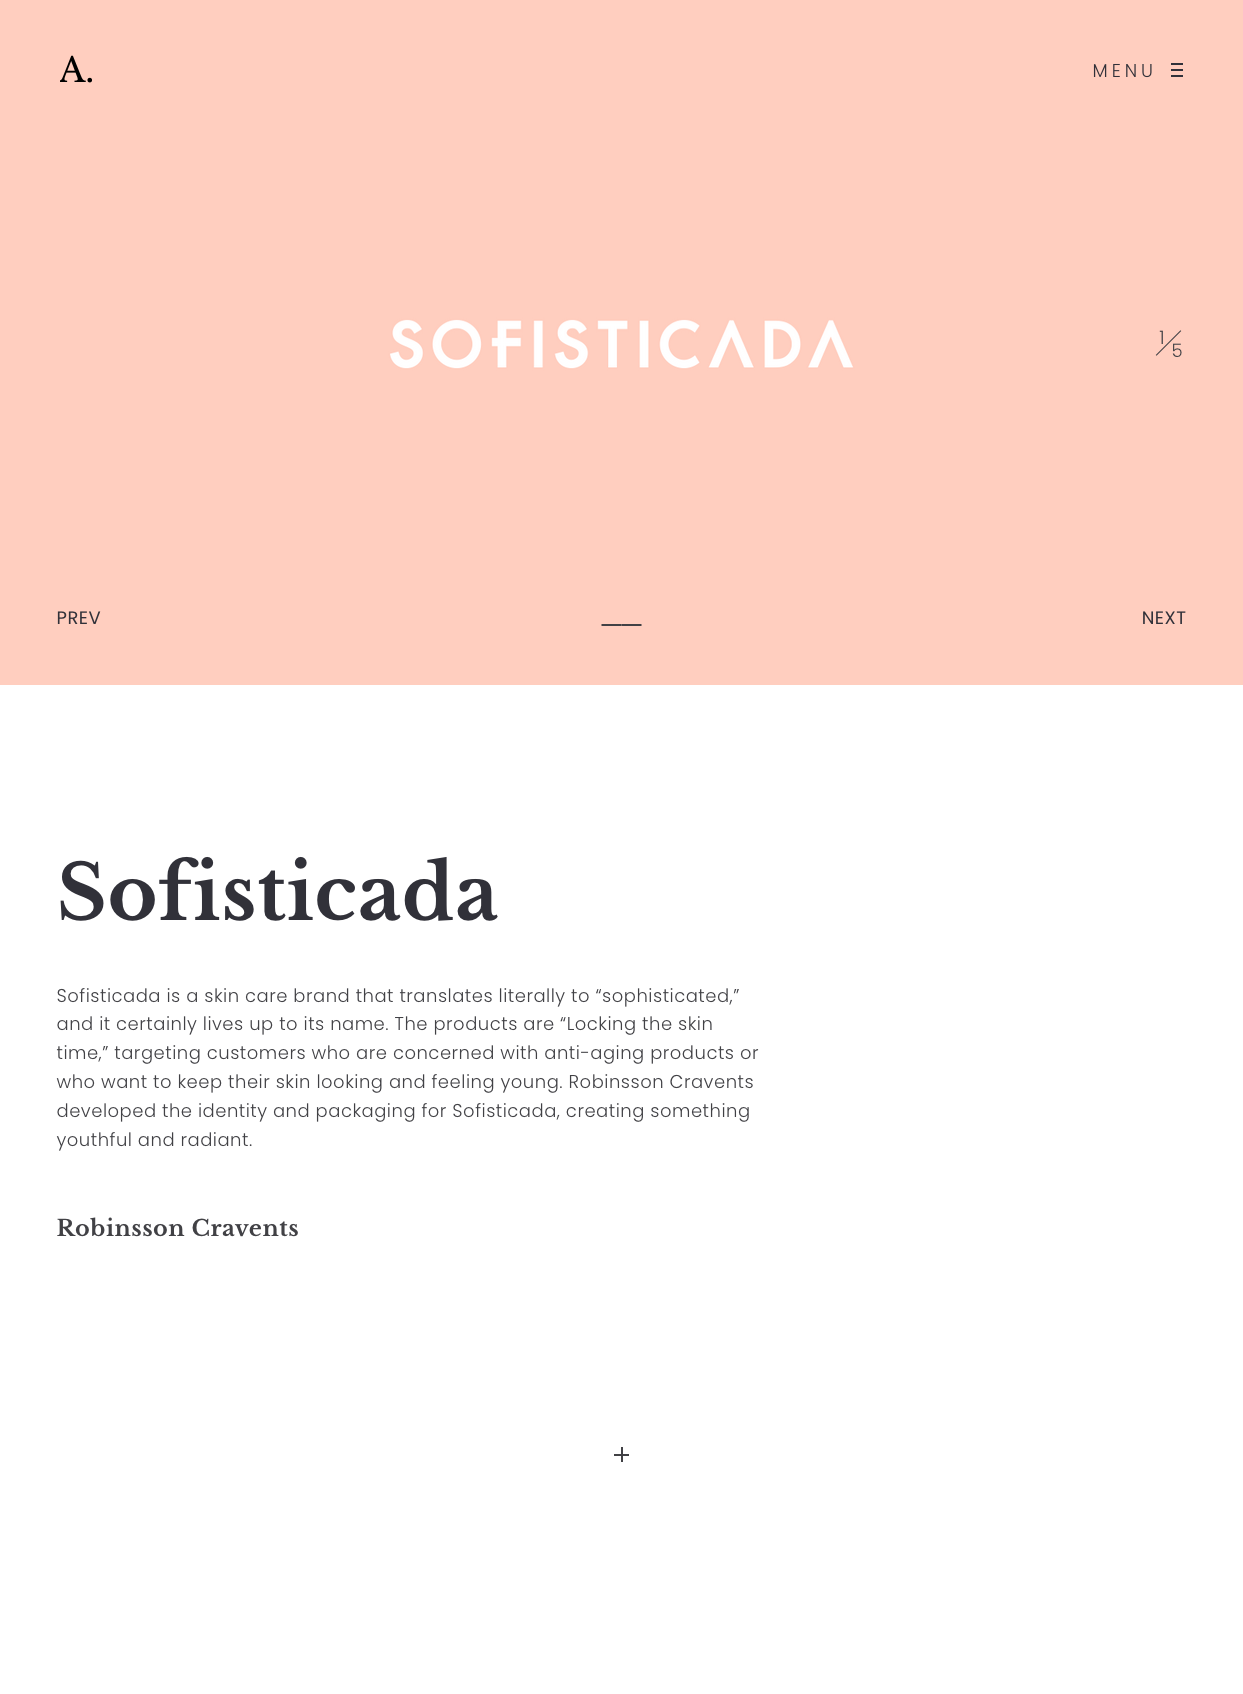 A.
MENU
SOFISTICADA
1/5
PREV
NEXT
Sofisticada
Sofisticada is a skin care brand that translates literally to “sophisticated,”
and it certainly lives up to its name. The products are “Locking the skin
time,” targeting customers who are concerned with anti-aging products or
who want to keep their skin looking and feeling young. Robinsson Cravents
developed the identity and packaging for Sofisticada, creating something
youthful and radiant.
Robinsson Cravents
+